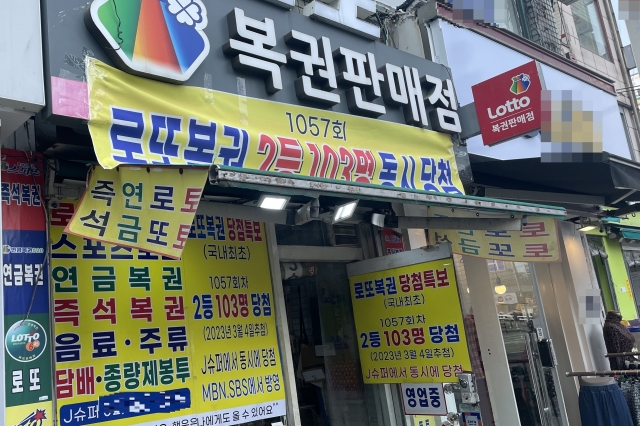 복권판매점
1057회
로또복권 2등 103명 동시 당첨
Lotto
복권판매점
즉 연 로 로
석 금 또 또
즉석복권
연금복권
LOTTO
로또
로또복권 당첨특보
(국내최초)
1057회차
2등 103명 당첨
(2023년 3월 4일추첨)
J슈퍼에서 동시에 당첨
MBN.SBS에서 방영
연금복권
즉석복권
음료·주류
담배·종량제봉투
J슈퍼
로또복권 당첨특보
(국내최초)
1057회차
2등 103명 당첨
(2023년 3월 4일추첨)
J슈퍼에서 동시에 당첨
영업중